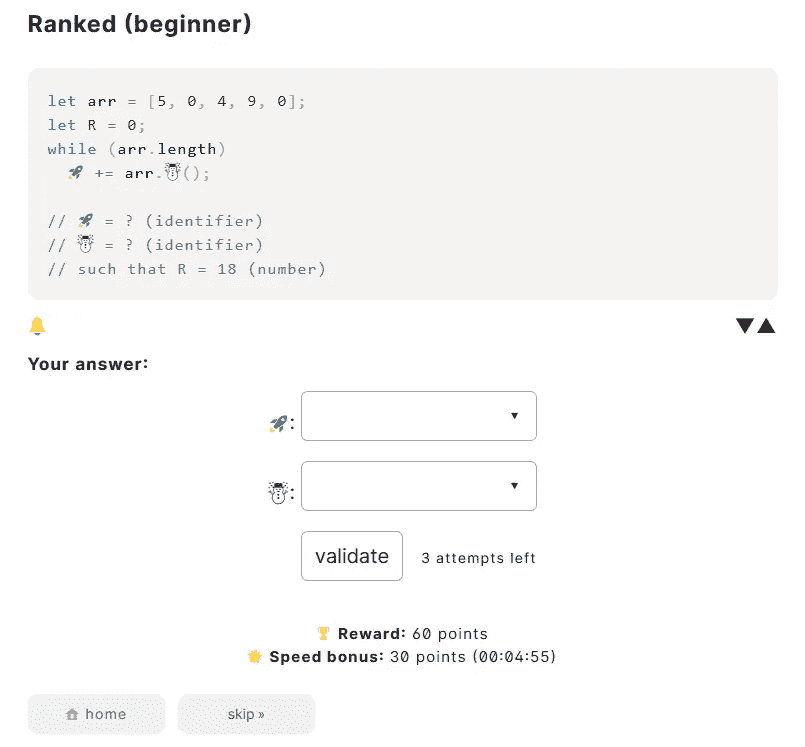 Ranked (beginner)
let arr = [5, 0, 4, 9, 0];
let R = 0;
while (arr.length)
🚀 += arr.☃();
// 🚀 = ? (identifier)
// ☃ = ? (identifier)
// such that R = 18 (number)
🔔 ▼▲
Your answer:
🚀: ▼
☃: ▼
validate 3 attempts left
🏆 Reward: 60 points
🌟 Speed bonus: 30 points (00:04:55)
🏠 home skip »